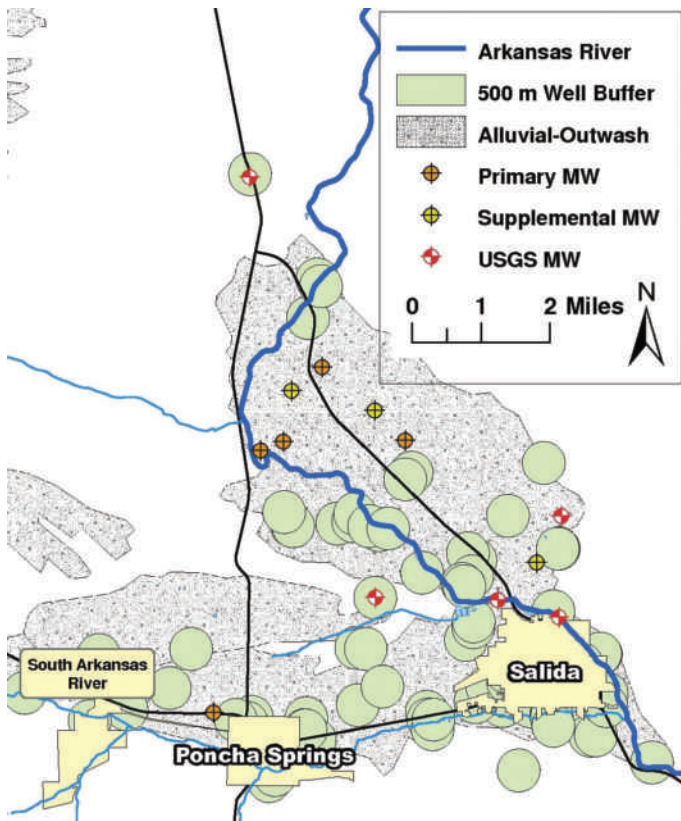 Arkansas River
500 m Well Buffer
Alluvial-Outwash
Primary MW
Supplemental MW
USGS MW
0 1 2 Miles
N
South Arkansas
River
Salida
Poncha Springs